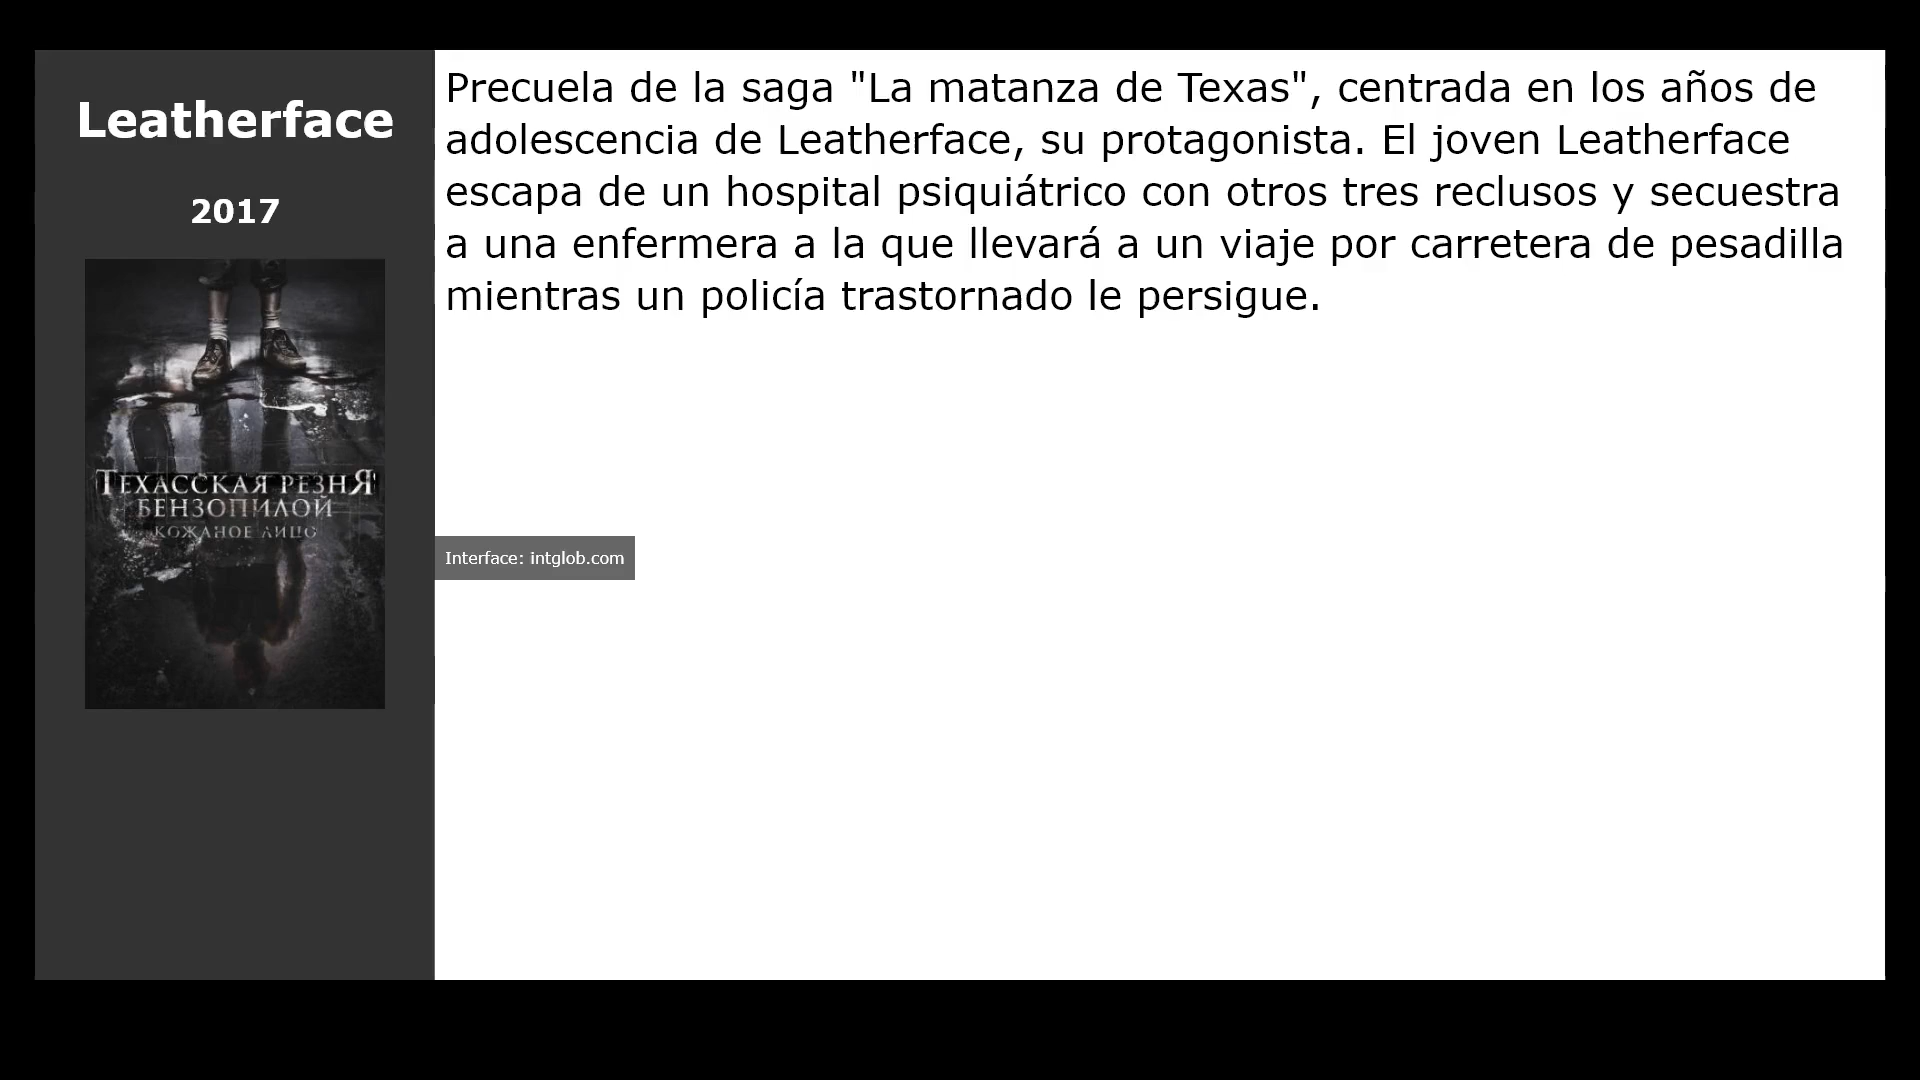 Leatherface
2017
ТЕХАССКАЯ РЕЗНЯ
БЕНЗОПИЛОЙ
КОЖАНОЕ ЛИЦО
Precuela de la saga "La matanza de Texas", centrada en los años de
adolescencia de Leatherface, su protagonista. El joven Leatherface
escapa de un hospital psiquiátrico con otros tres reclusos y secuestra
a una enfermera a la que llevará a un viaje por carretera de pesadilla
mientras un policía trastornado le persigue.
Interface: intglob.com